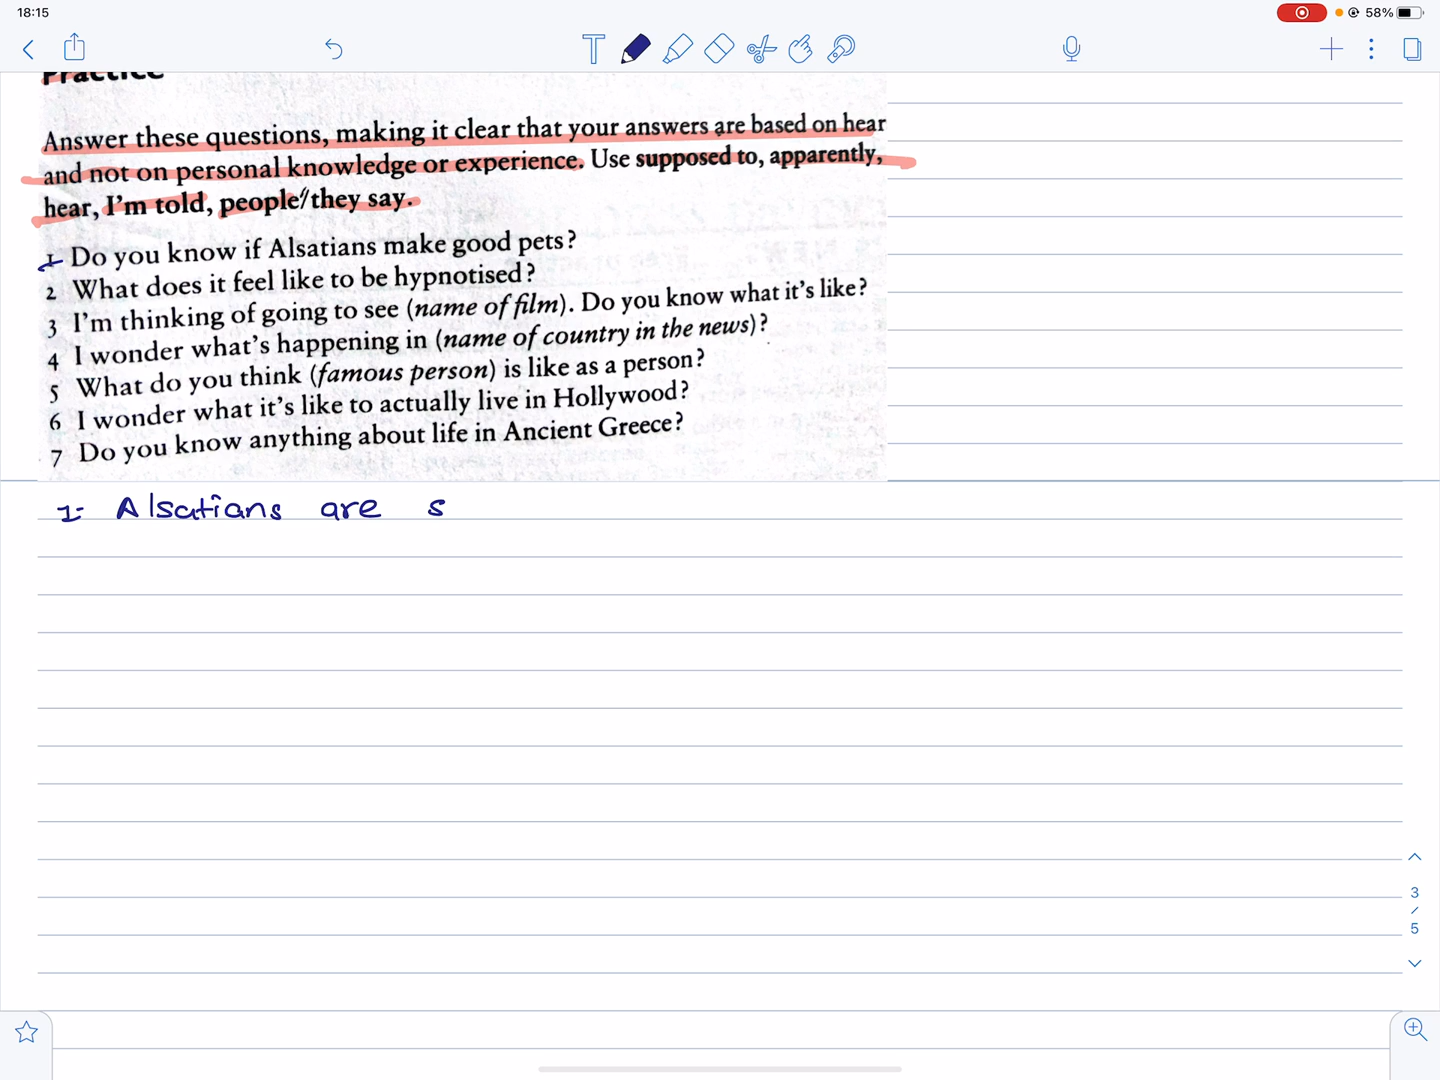 18:15
58%
Practice
Answer these questions, making it clear that your answers are based on hear
and not on personal knowledge or experience. Use supposed to, apparently,
hear, I'm told, people/they say.
1 Do you know if Alsatians make good pets?
2 What does it feel like to be hypnotised?
3 I'm thinking of going to see (name of film). Do you know what it's like?
4 I wonder what's happening in (name of country in the news)?
5 What do you think (famous person) is like as a person?
6 I wonder what it's like to actually live in Hollywood?
7 Do you know anything about life in Ancient Greece?
1- Alsatians are s
3
/
5